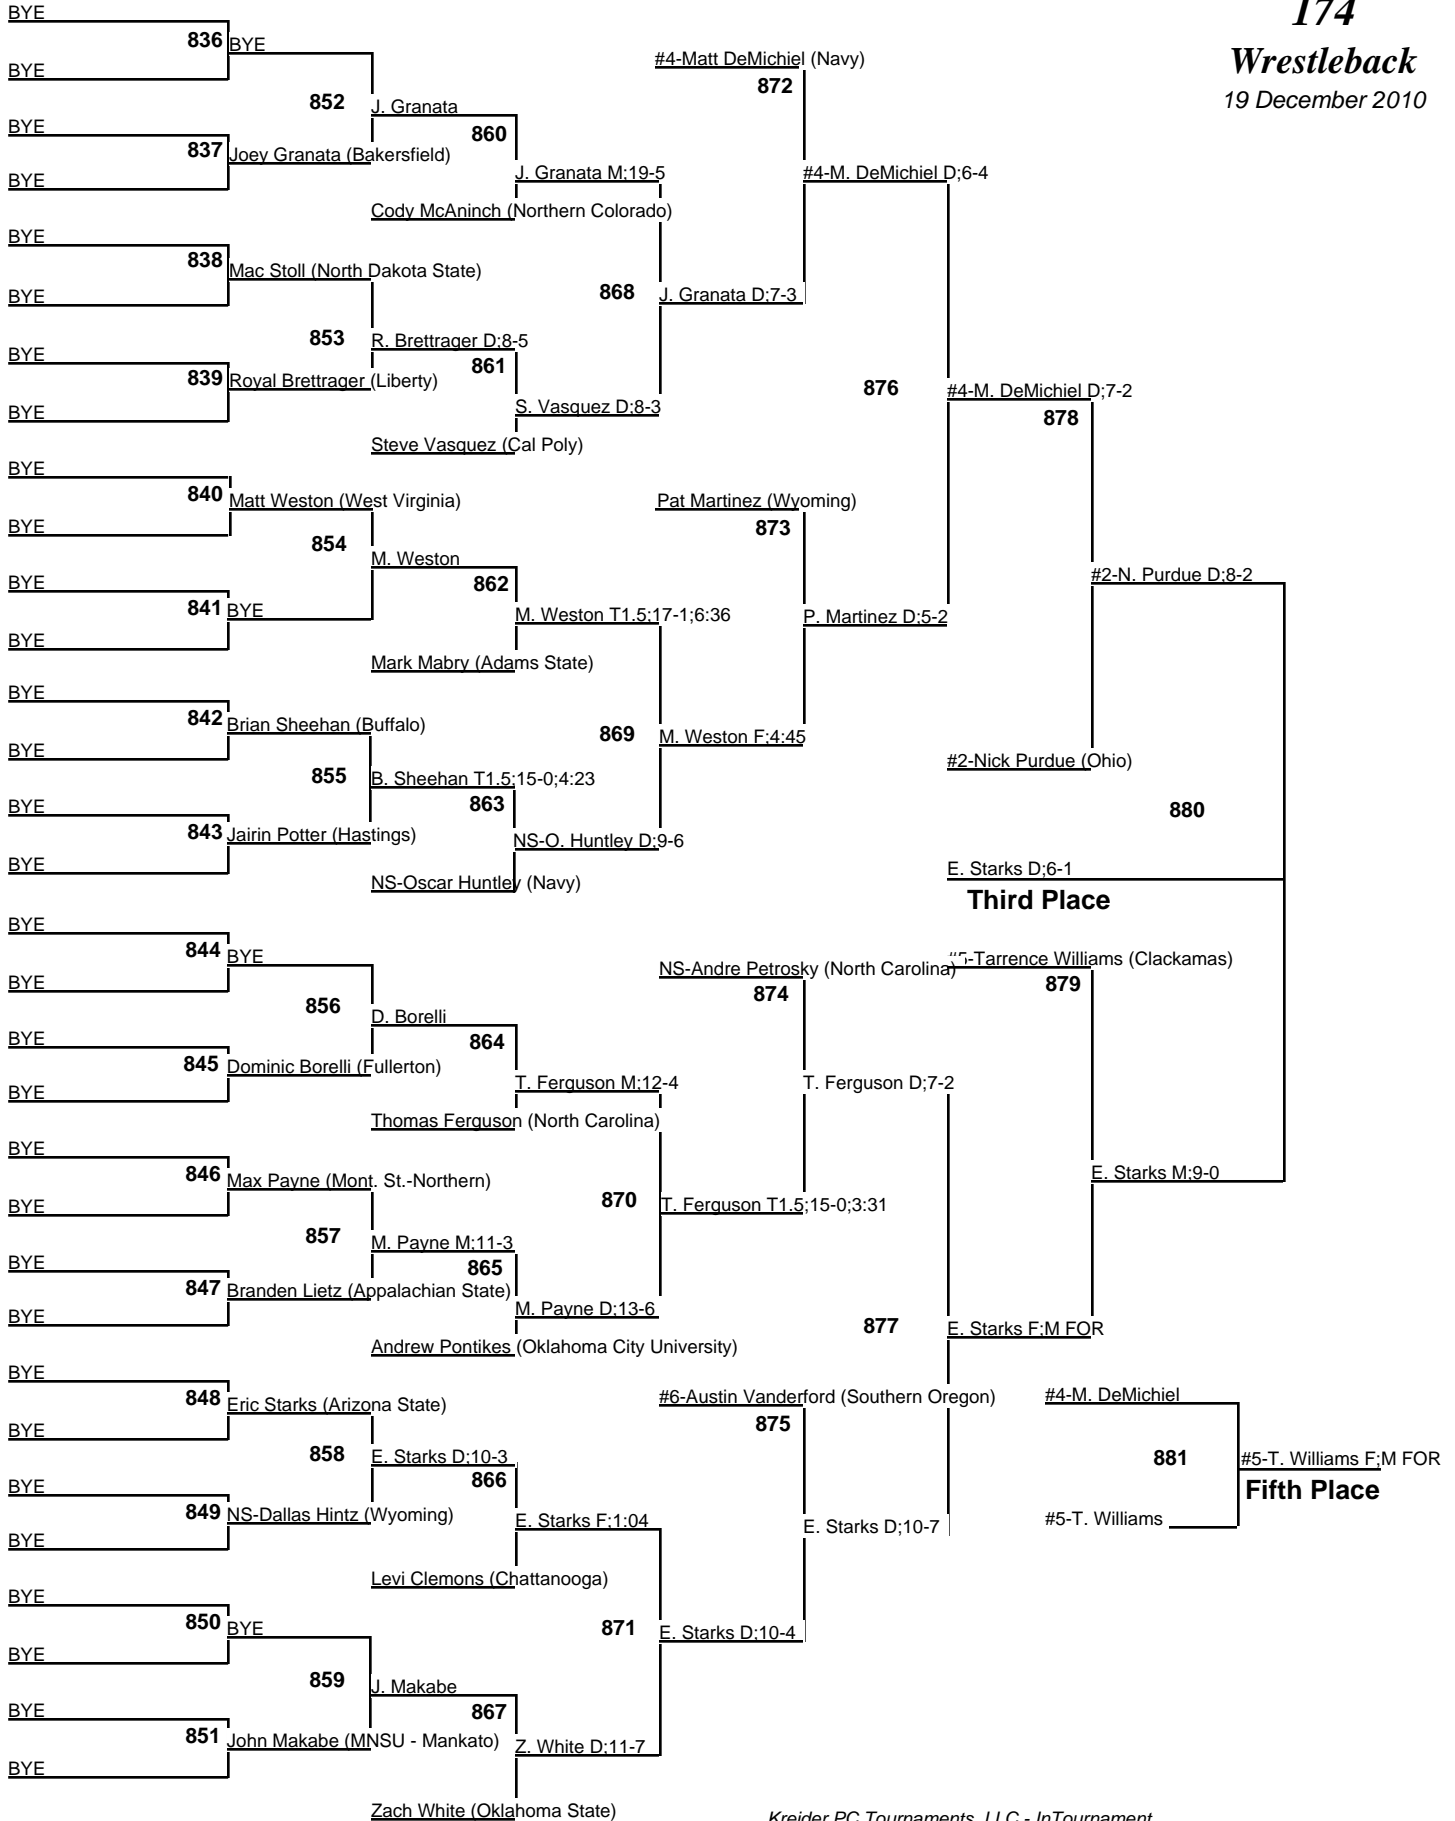 174
Wrestleback
19 December 2010
BYE
836
BYE
BYE
852
J. Granata
BYE
837
Joey Granata (Bakersfield)
BYE
860
J. Granata M;19-5
Cody McAninch (Northern Colorado)
BYE
838
Mac Stoll (North Dakota State)
BYE
868
J. Granata D;7-3
853
R. Brettrager D;8-5
BYE
839
Royal Brettrager (Liberty)
BYE
861
S. Vasquez D;8-3
Steve Vasquez (Cal Poly)
#4-Matt DeMichiel (Navy)
872
#4-M. DeMichiel D;6-4
876
#4-M. DeMichiel D;7-2
878
BYE
840
Matt Weston (West Virginia)
BYE
854
M. Weston
BYE
841
BYE
BYE
862
M. Weston T1.5;17-1;6:36
Mark Mabry (Adams State)
Pat Martinez (Wyoming)
873
P. Martinez D;5-2
#2-N. Purdue D;8-2
BYE
842
Brian Sheehan (Buffalo)
BYE
869
M. Weston F;4:45
855
B. Sheehan T1.5;15-0;4:23
BYE
843
Jairin Potter (Hastings)
BYE
863
NS-O. Huntley D;9-6
NS-Oscar Huntley (Navy)
#2-Nick Purdue (Ohio)
880
E. Starks D;6-1
Third Place
BYE
844
BYE
BYE
856
D. Borelli
BYE
845
Dominic Borelli (Fullerton)
BYE
864
T. Ferguson M;12-4
Thomas Ferguson (North Carolina)
NS-Andre Petrosky (North Carolina)
874
T. Ferguson D;7-2
#5-Tarrence Williams (Clackamas)
879
E. Starks M;9-0
BYE
846
Max Payne (Mont. St.-Northern)
BYE
870
T. Ferguson T1.5;15-0;3:31
857
M. Payne M;11-3
BYE
847
Branden Lietz (Appalachian State)
BYE
865
M. Payne D;13-6
Andrew Pontikes (Oklahoma City University)
877
E. Starks F;M FOR
BYE
848
Eric Starks (Arizona State)
BYE
858
E. Starks D;10-3
BYE
849
NS-Dallas Hintz (Wyoming)
BYE
866
E. Starks F;1:04
Levi Clemons (Chattanooga)
#6-Austin Vanderford (Southern Oregon)
875
E. Starks D;10-7
#4-M. DeMichiel
881
#5-T. Williams F;M FOR
Fifth Place
#5-T. Williams
BYE
850
BYE
BYE
871
E. Starks D;10-4
859
J. Makabe
BYE
851
John Makabe (MNSU - Mankato)
BYE
867
Z. White D;11-7
Zach White (Oklahoma State)
Kreider PC Tournaments, LLC - InTournament